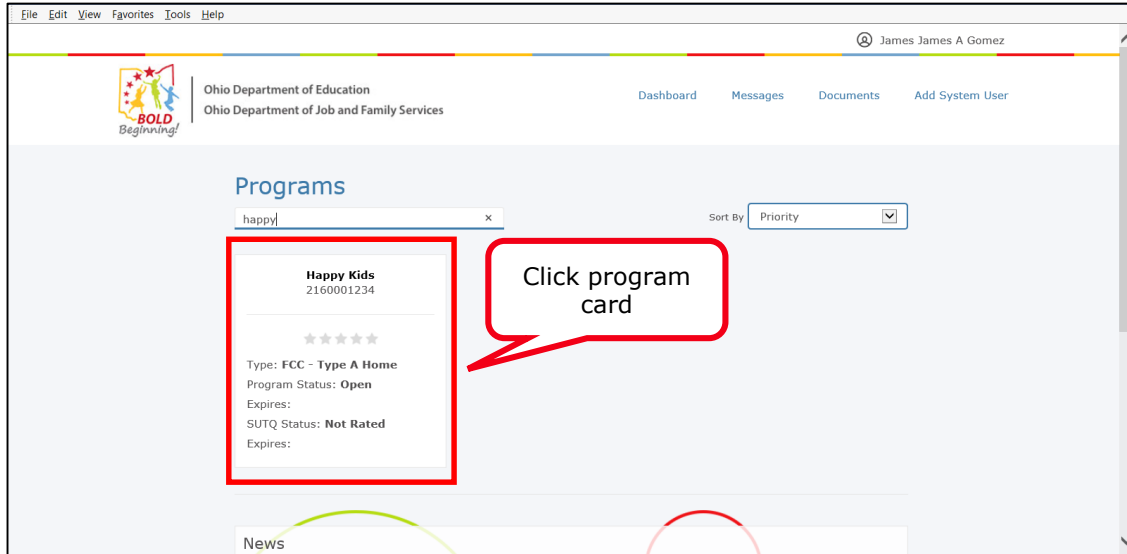 File Edit View Favorites Tools Help
James James A Gomez
BOLD
Beginning!
Ohio Department of Education
Ohio Department of Job and Family Services
Dashboard Messages Documents Add System User
Programs
happy ×
Sort By Priority
Happy Kids
2160001234
Type: FCC - Type A Home
Program Status: Open
Expires:
SUTQ Status: Not Rated
Expires:
Click program
card
News